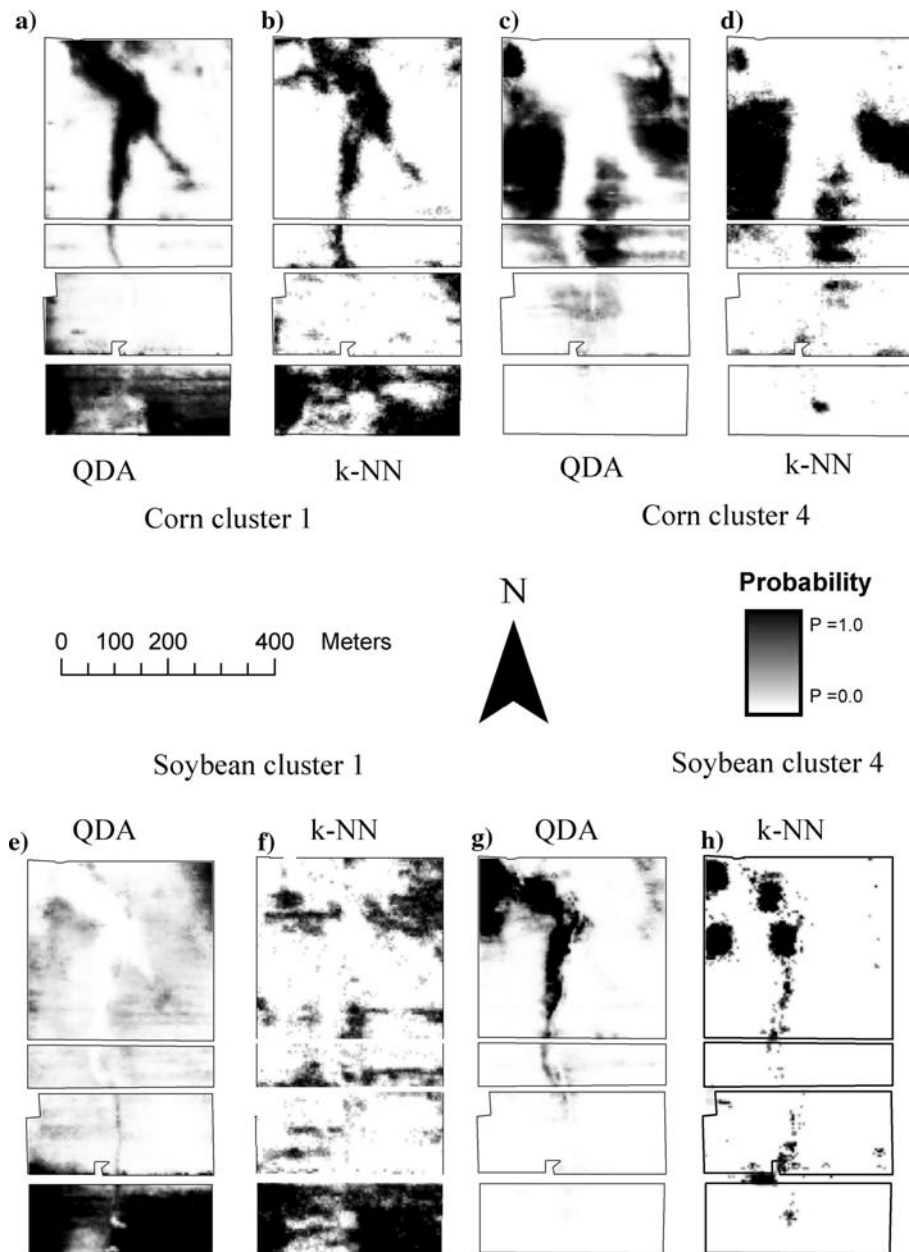 a) b) c) d)
QDA k-NN QDA k-NN
Corn cluster 1 Corn cluster 4
N
Probability
P =1.0
P =0.0
0 100 200 400 Meters
Soybean cluster 1 Soybean cluster 4
e) QDA f) k-NN g) QDA h) k-NN